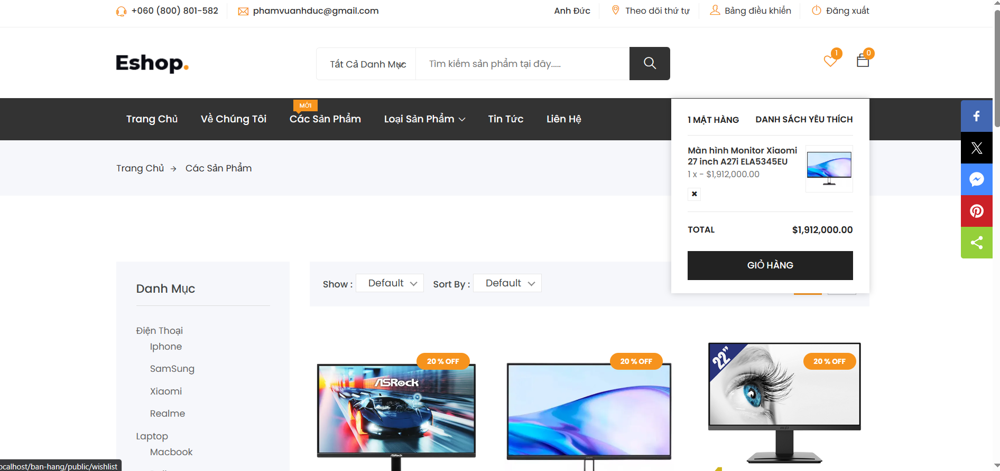 +060 (800) 801-582
phamvuanhduc@gmail.com
Anh Đức
Theo dõi thứ tự
Bảng điều khiển
Đăng xuất
Eshop.
Tất Cả Danh Mục
Tìm kiếm sản phẩm tại đây.....
1
0
MỚI
Trang Chủ
Về Chúng Tôi
Các Sản Phẩm
Loại Sản Phẩm
Tin Tức
Liên Hệ
1 MẶT HÀNG
DANH SÁCH YÊU THÍCH
Màn hình Monitor Xiaomi
27 inch A27i ELA5345EU
1 x - $1,912,000.00
TOTAL
$1,912,000.00
GIỎ HÀNG
Trang Chủ → Các Sản Phẩm
Danh Mục
Điện Thoại
Iphone
SamSung
Xiaomi
Realme
Laptop
Macbook
Show :
Default
Sort By :
Default
20 % OFF
ASRock
ASRock
20 % OFF
22"
20 % OFF
ocalhost/ban-hang/public/wishlist